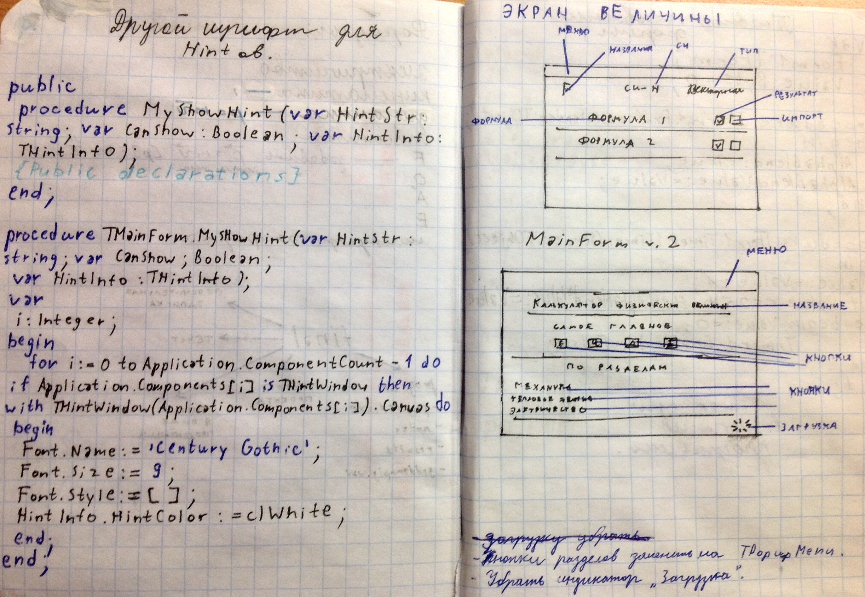 Другой шрифт для
Hint ов.
public
procedure MyShowHint (var HintStr:
string; var CanShow: Boolean; var HintInfo:
THintInfo);
{Public declarations}
end;
procedure TMainForm.MyShowHint(var HintStr:
string; var CanShow; Boolean;
var HintInfo: THintInfo);
var
i: Integer;
begin
for i:= 0 to Application.ComponentCount - 1 do
if Application.Components[i] is THintWindow then
with THintWindow(Application.Components[i]).Canvas do
begin
Font.Name:= 'Century Gothic';
Font.Size:= 9;
Font.Style:= [ ];
HintInfo.HintColor:= clWhite;
end;
end;
ЭКРАН ВЕЛИЧИНЫ
МЕНЮ
НАЗВАНИЕ
СИ
ТИП
СИ-Н
Векторная
РЕЗУЛЬТАТ
ФОРМУЛА
ФОРМУЛА 1
ИМПОРТ
ФОРМУЛА 2
MainForm v. 2
МЕНЮ
Калькулятор физических величин
НАЗВАНИЕ
САМОЕ ГЛАВНОЕ
КНОПКИ
ПО РАЗДЕЛАМ
МЕХАНИКА
КНОПКИ
ТЕПЛОВЫЕ ЯВЛЕНИЯ
ЭЛЕКТРИЧЕСТВО
ЗАГРУЗКА
- Загрузку убрать
- Кнопки разделов заменить на TPopupMenu.
- Убрать индикатор „Загрузка".